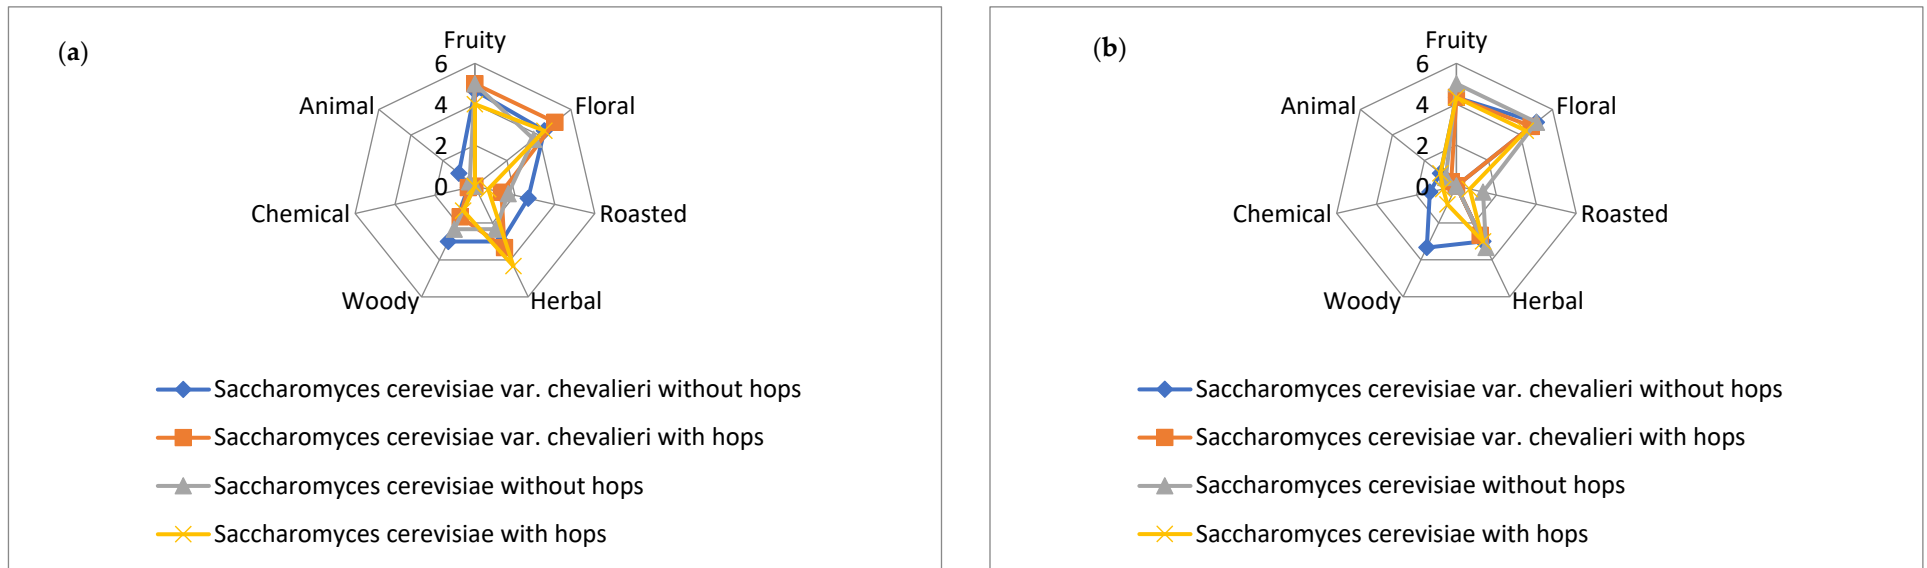 (a)
Fruity
6
Floral
4
Animal
2
0
Roasted
Chemical
Woody
Herbal
Saccharomyces cerevisiae var. chevalieri without hops
Saccharomyces cerevisiae var. chevalieri with hops
Saccharomyces cerevisiae without hops
Saccharomyces cerevisiae with hops
(b)
Fruity
6
Floral
4
Animal
2
0
Roasted
Chemical
Woody
Herbal
Saccharomyces cerevisiae var. chevalieri without hops
Saccharomyces cerevisiae var. chevalieri with hops
Saccharomyces cerevisiae without hops
Saccharomyces cerevisiae with hops